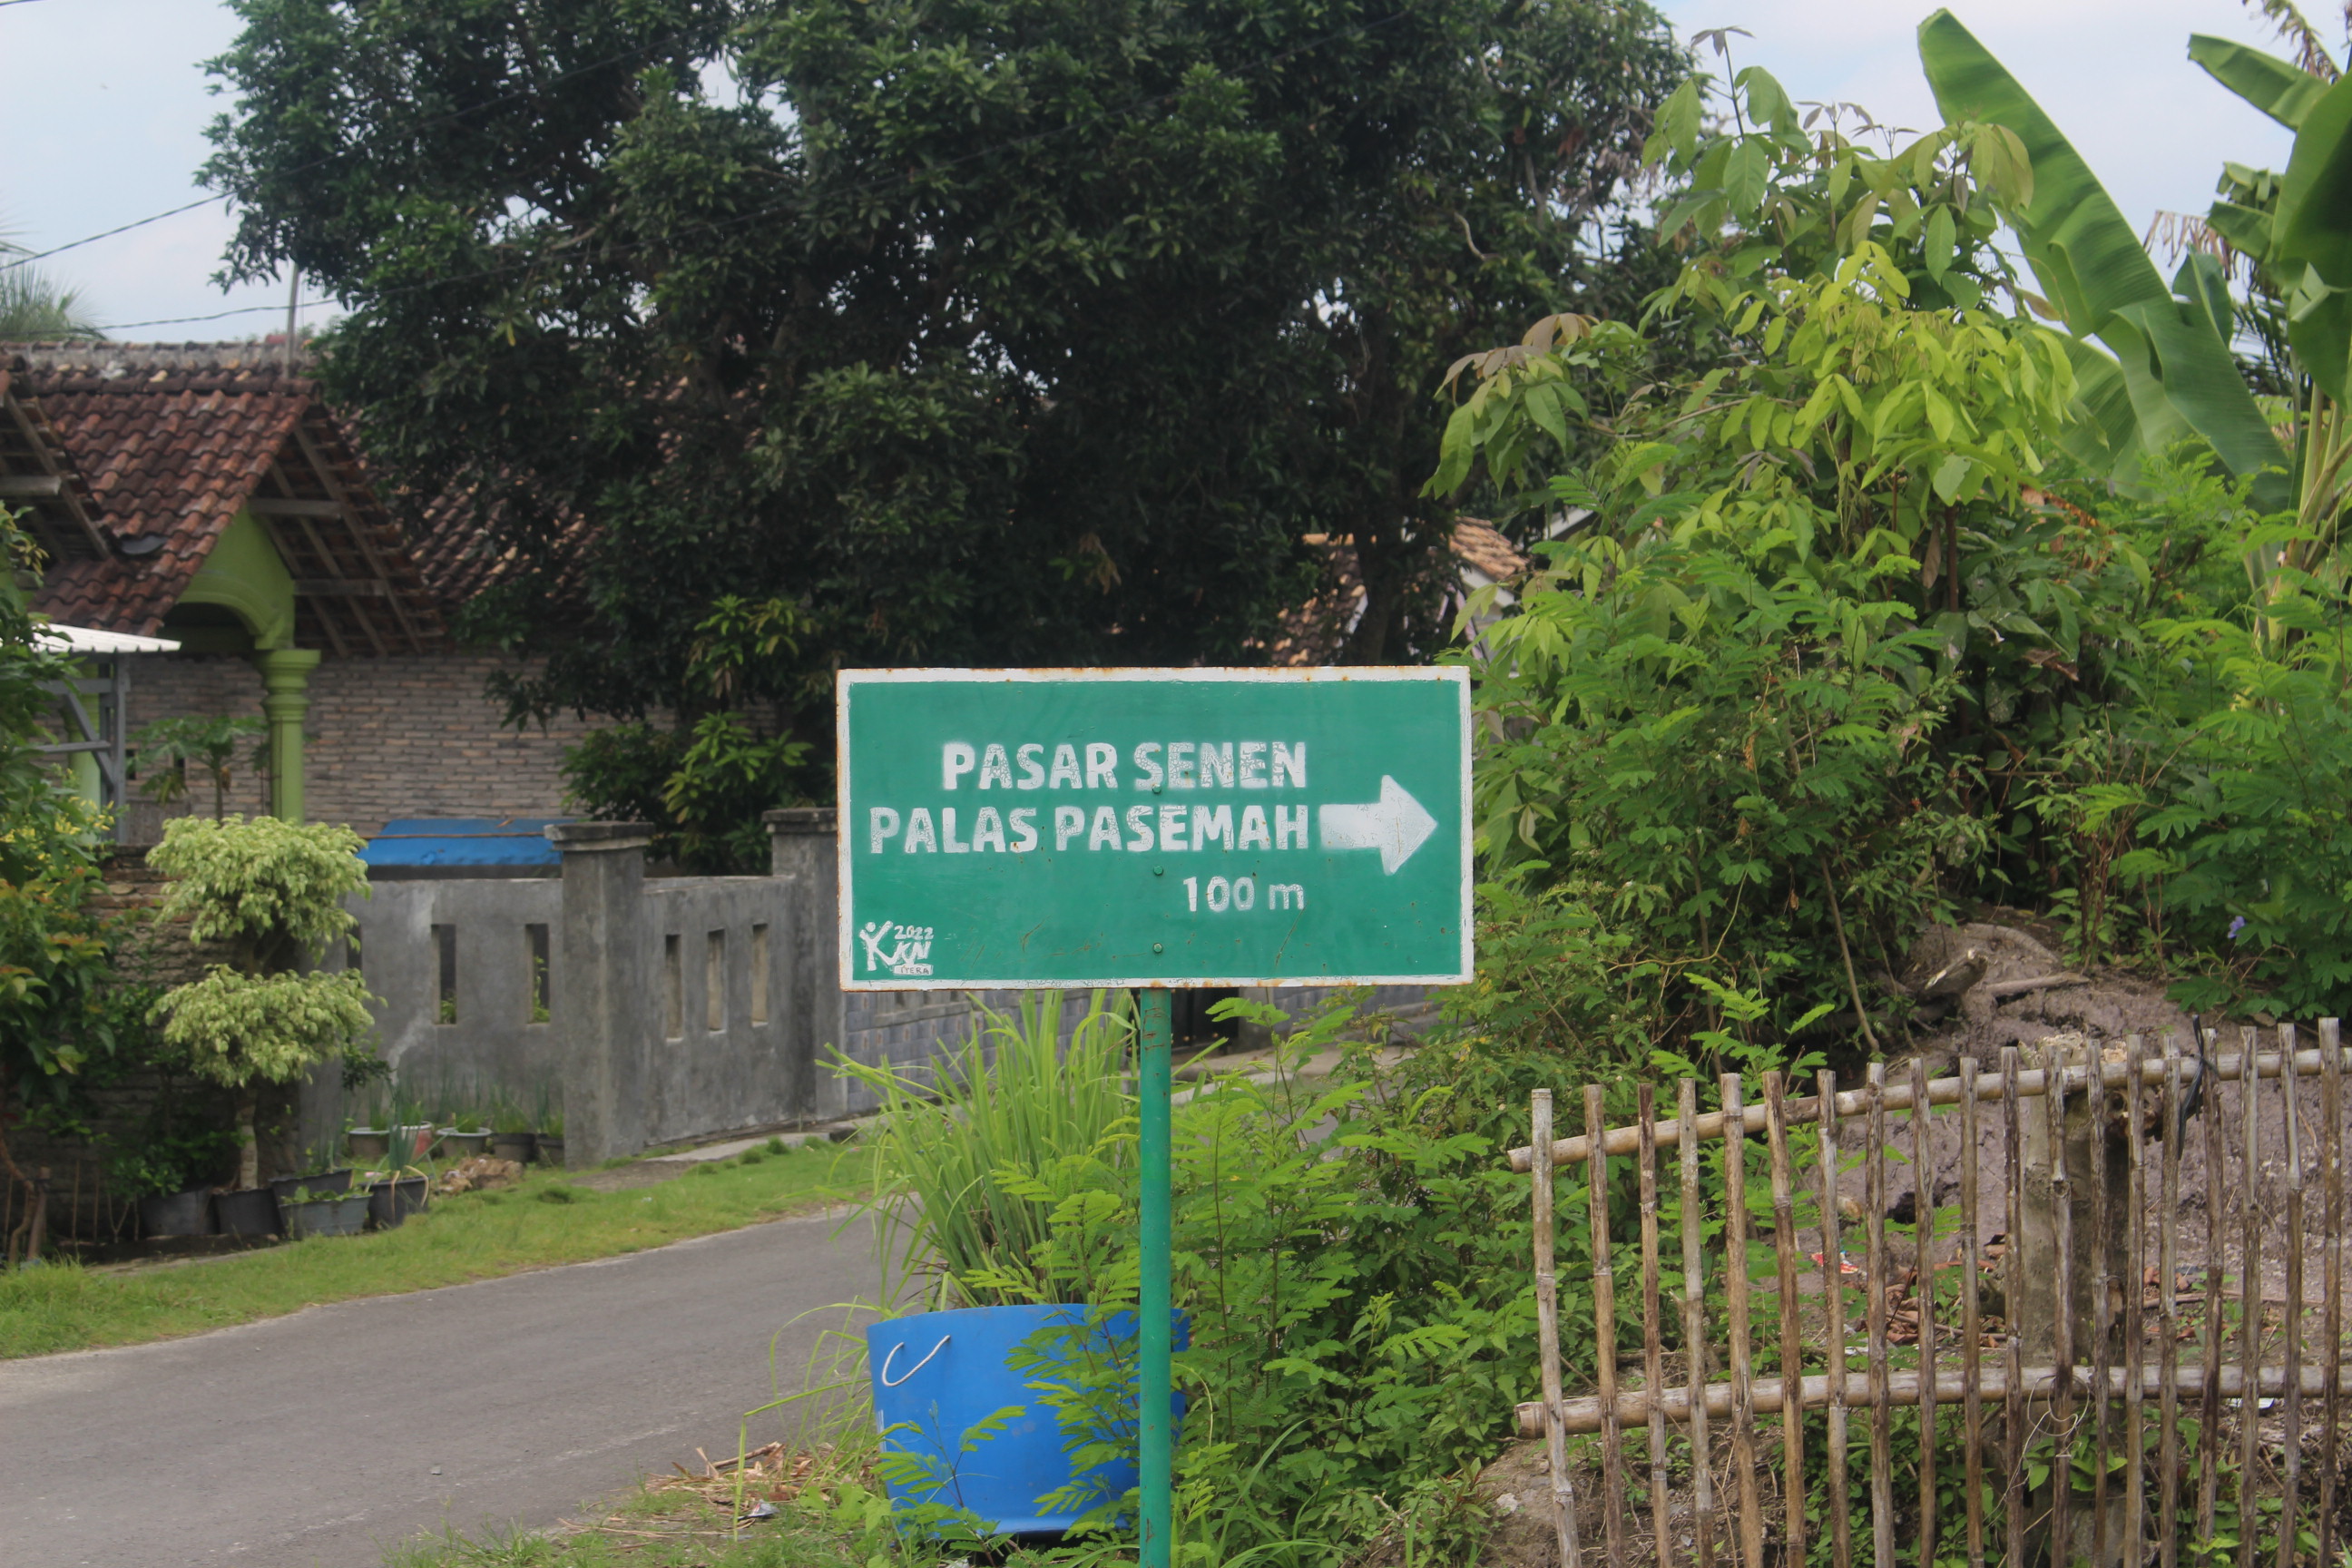 PASAR SENEN
PALAS PASEMAH
100 m
2022
KKN
ITERA